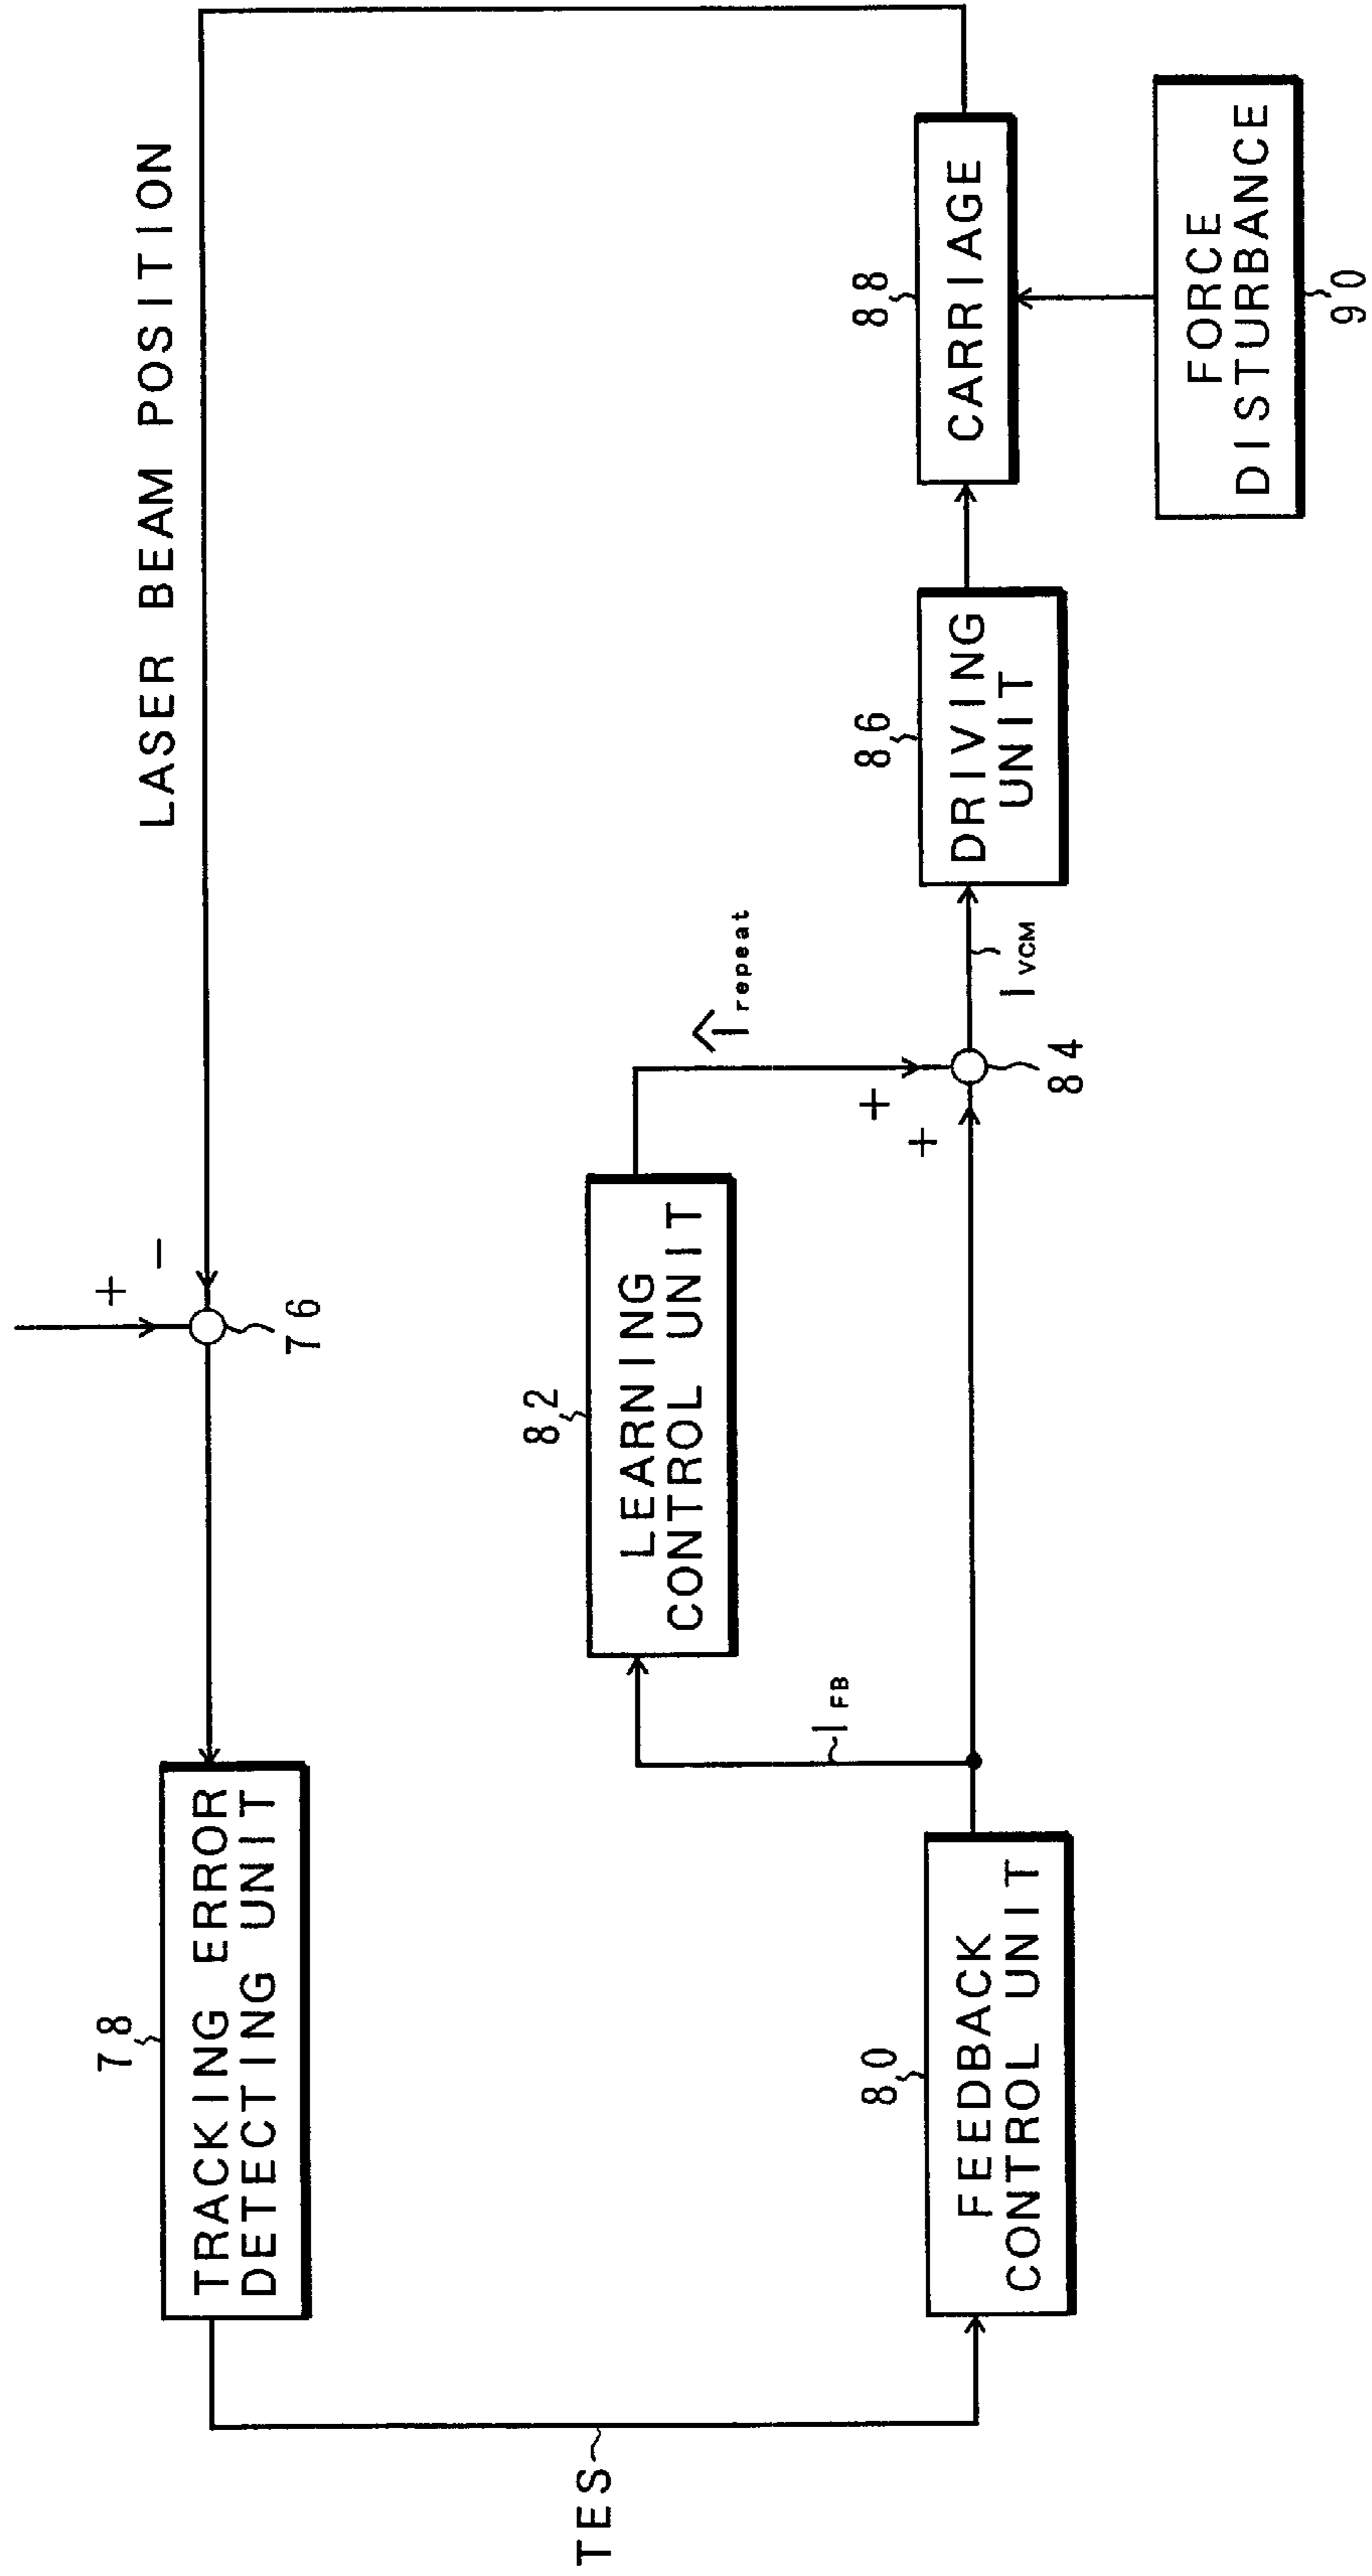 LASER BEAM POSITION
+
−
76
78
TRACKING ERROR
DETECTING UNIT
TES
82
LEARNING
CONTROL UNIT
Î repeat
I FB
80
FEEDBACK
CONTROL UNIT
+
+
84
I VCM
86
DRIVING
UNIT
88
CARRIAGE
FORCE
DISTURBANCE
90